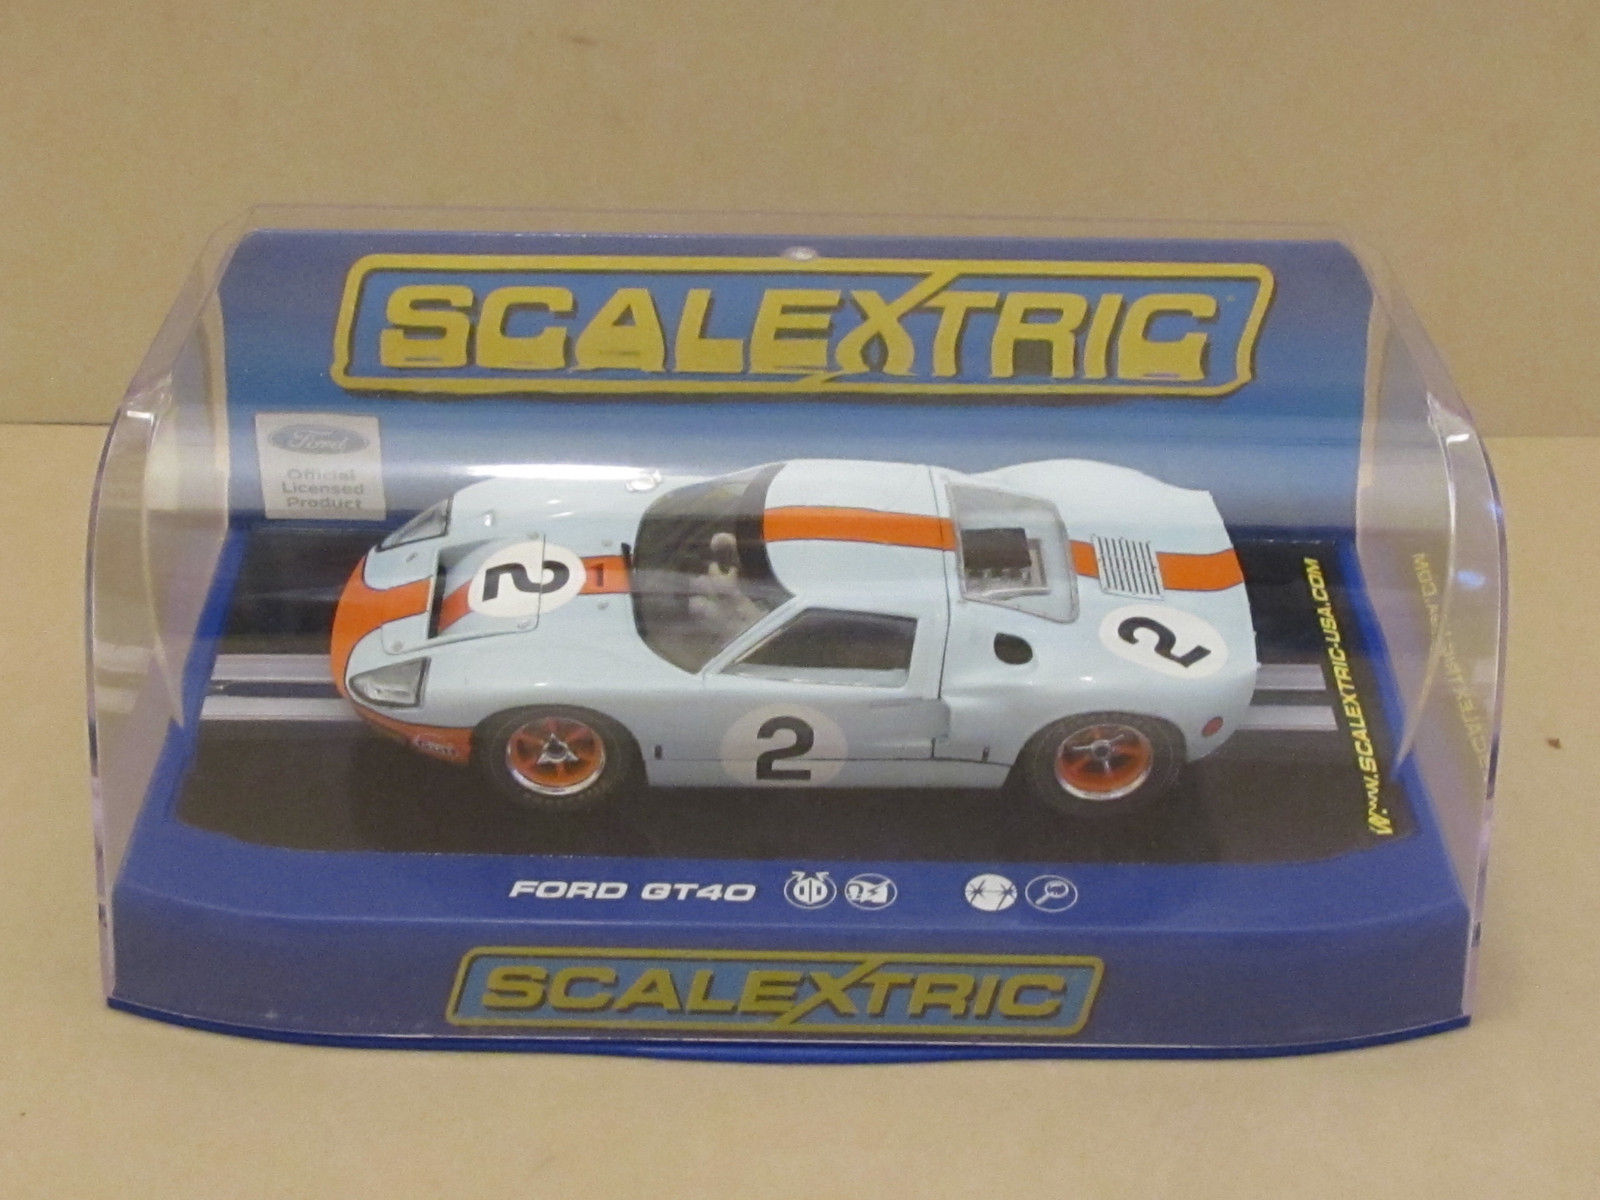 SCALEXTRIC
Ford
Official
Licensed
Product
2
1
2
2
WWW.SCALEXTRIC-USA.COM
FORD GT40
SCALEXTRIC